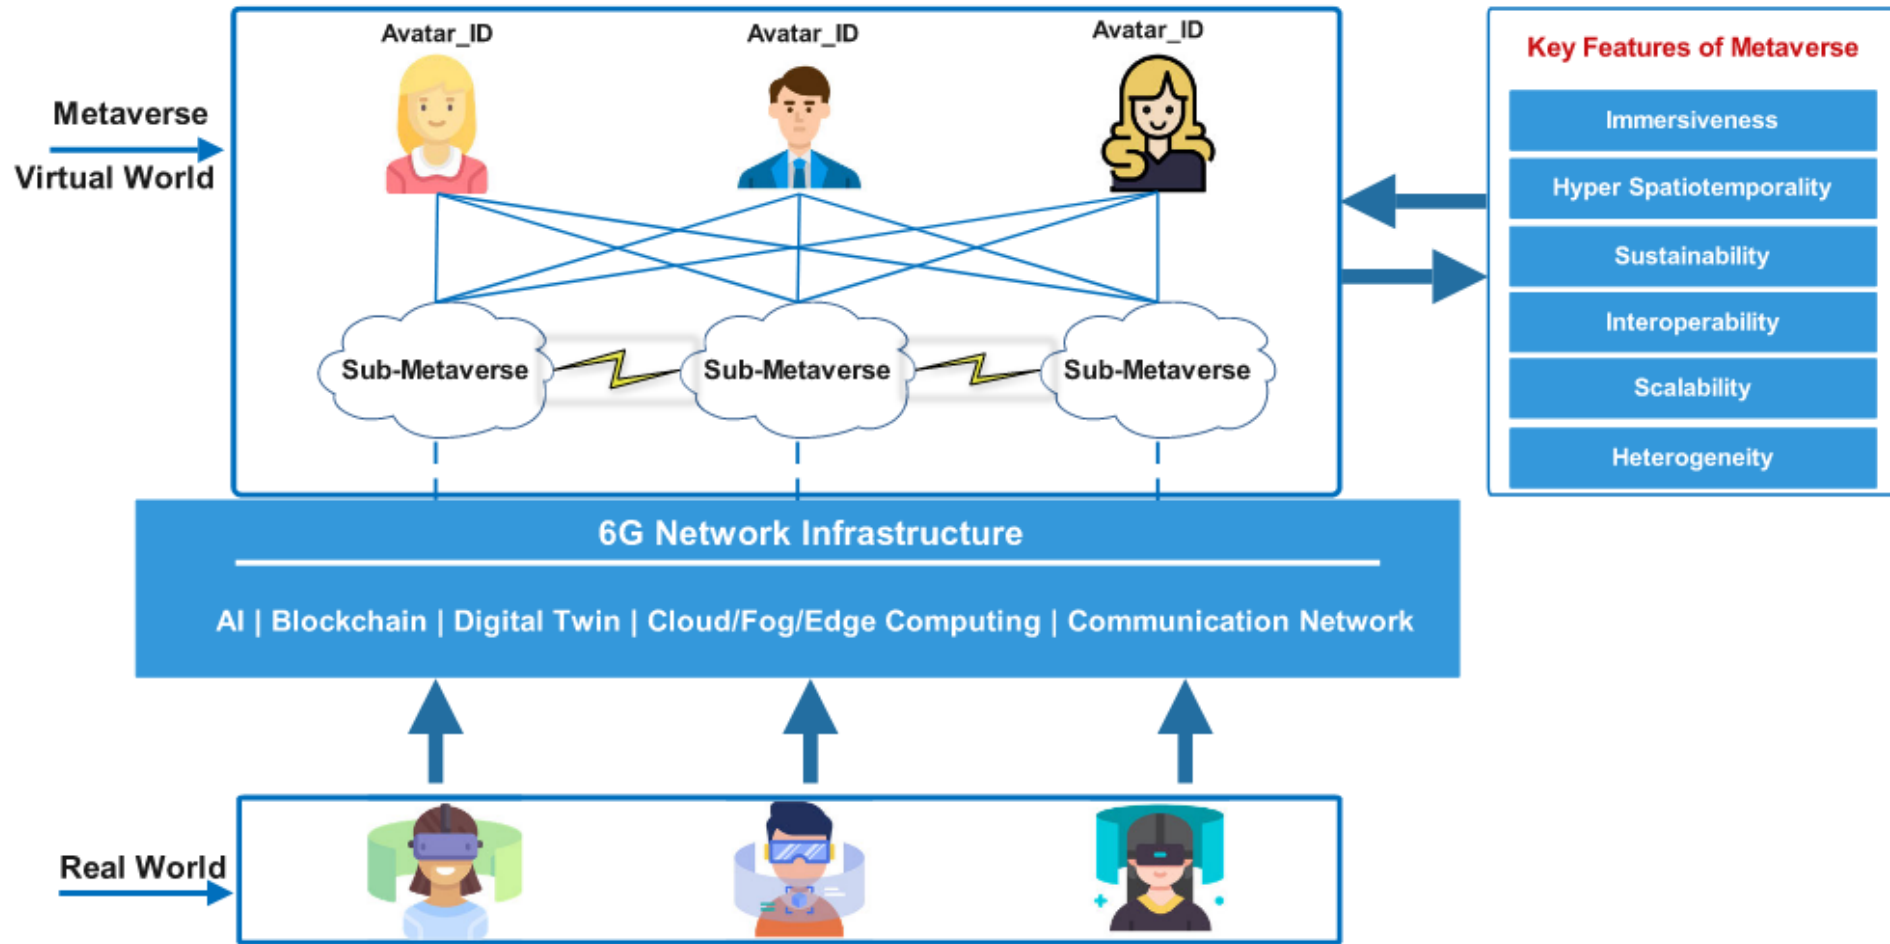 Avatar_ID
Avatar_ID
Avatar_ID
Metaverse
Virtual World
Sub-Metaverse
Sub-Metaverse
Sub-Metaverse
Key Features of Metaverse
Immersiveness
Hyper Spatiotemporality
Sustainability
Interoperability
Scalability
Heterogeneity
6G Network Infrastructure
AI | Blockchain | Digital Twin | Cloud/Fog/Edge Computing | Communication Network
Real World